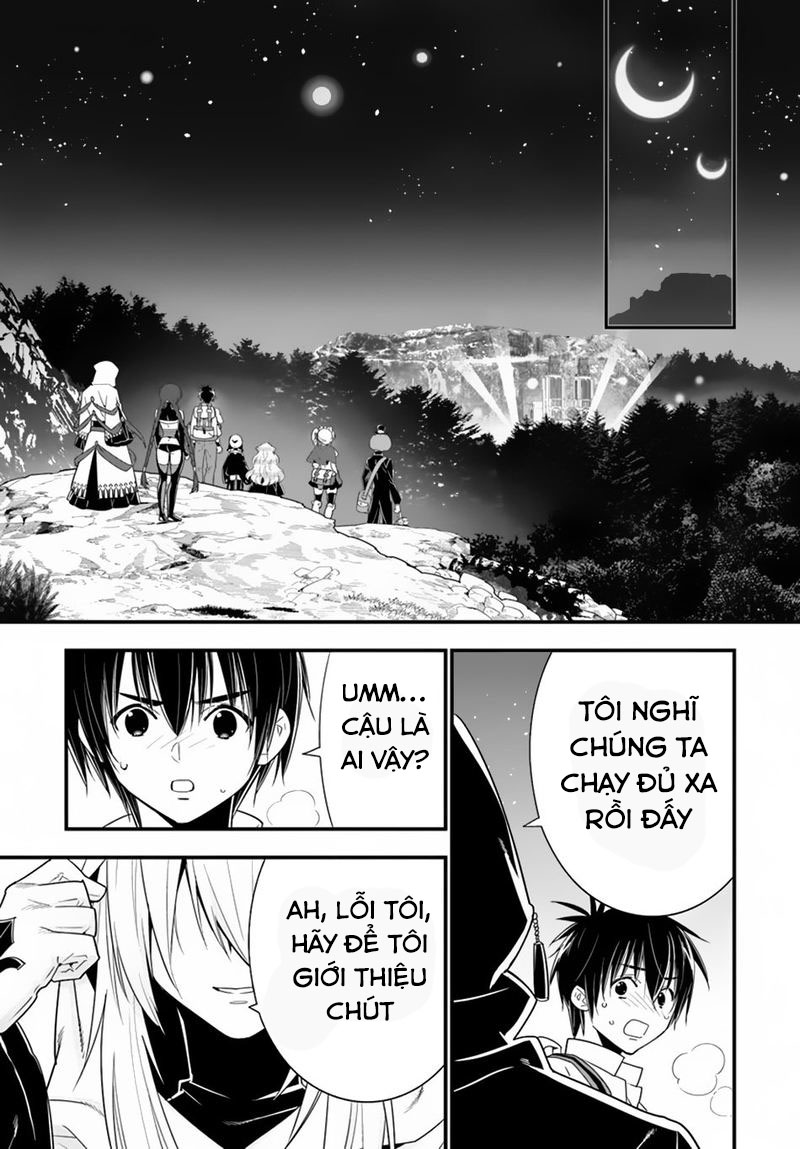 TÔI NGHĨ
CHÚNG TA
CHẠY ĐỦ XA
RỒI ĐẤY
UMM...
CẬU LÀ
AI VẬY?
AH, LỖI TÔI,
HÃY ĐỂ TÔI
GIỚI THIỆU
CHÚT